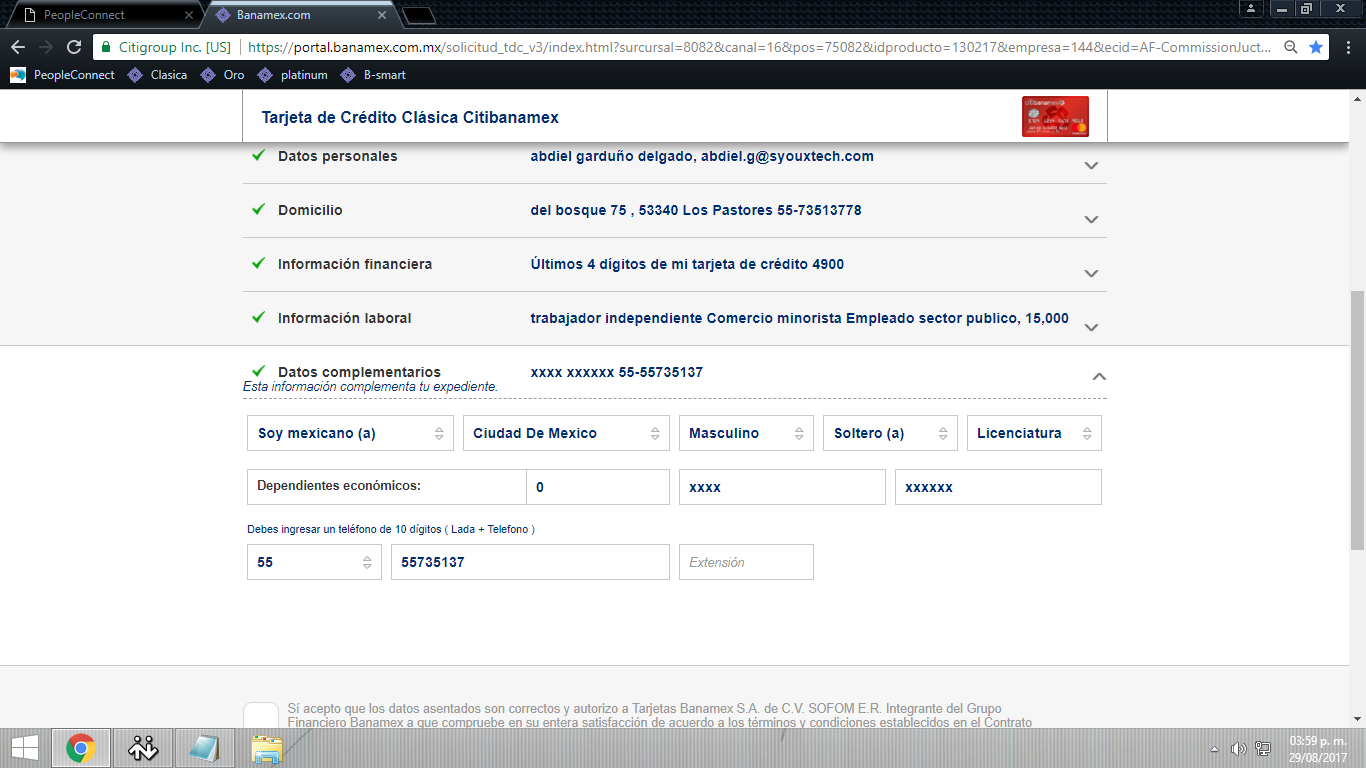 PeopleConnect
Banamex.com
Citigroup Inc. [US] https://portal.banamex.com.mx/solicitud_tdc_v3/index.html?surcursal=8082&canal=16&pos=75082&idproducto=130217&empresa=144&ecid=AF-CommissionJuct...
PeopleConnect Clasica Oro platinum B-smart
Tarjeta de Crédito Clásica Citibanamex
Datos personales abdiel garduño delgado, abdiel.g@syouxtech.com
Domicilio del bosque 75 , 53340 Los Pastores 55-73513778
Información financiera Últimos 4 dígitos de mi tarjeta de crédito 4900
Información laboral trabajador independiente Comercio minorista Empleado sector publico, 15,000
Datos complementarios xxxx xxxxxx 55-55735137
Esta información complementa tu expediente.
Soy mexicano (a) Ciudad De Mexico Masculino Soltero (a) Licenciatura
Dependientes económicos: 0 xxxx xxxxxx
Debes ingresar un teléfono de 10 dígitos ( Lada + Telefono )
55 55735137 Extensión
Sí acepto que los datos asentados son correctos y autorizo a Tarjetas Banamex S.A. de C.V. SOFOM E.R. Integrante del Grupo
Financiero Banamex a que compruebe en su entera satisfacción de acuerdo a los términos y condiciones establecidos en el Contrato
03:59 p. m.
29/08/2017